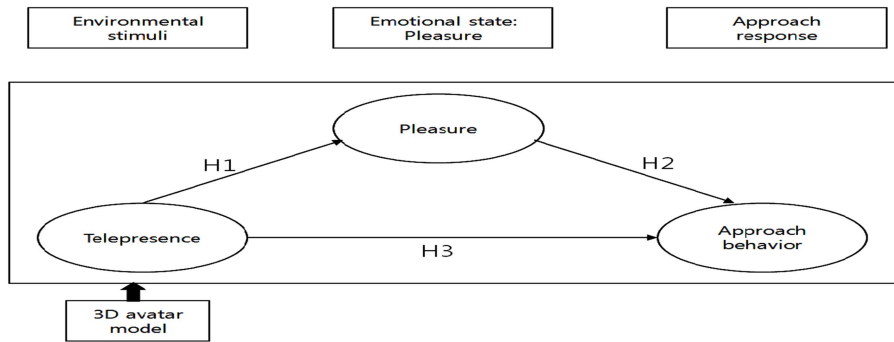 Environmental
stimuli
Emotional state:
Pleasure
Approach
response
Pleasure
H1
H2
Telepresence
H3
Approach
behavior
3D avatar
model